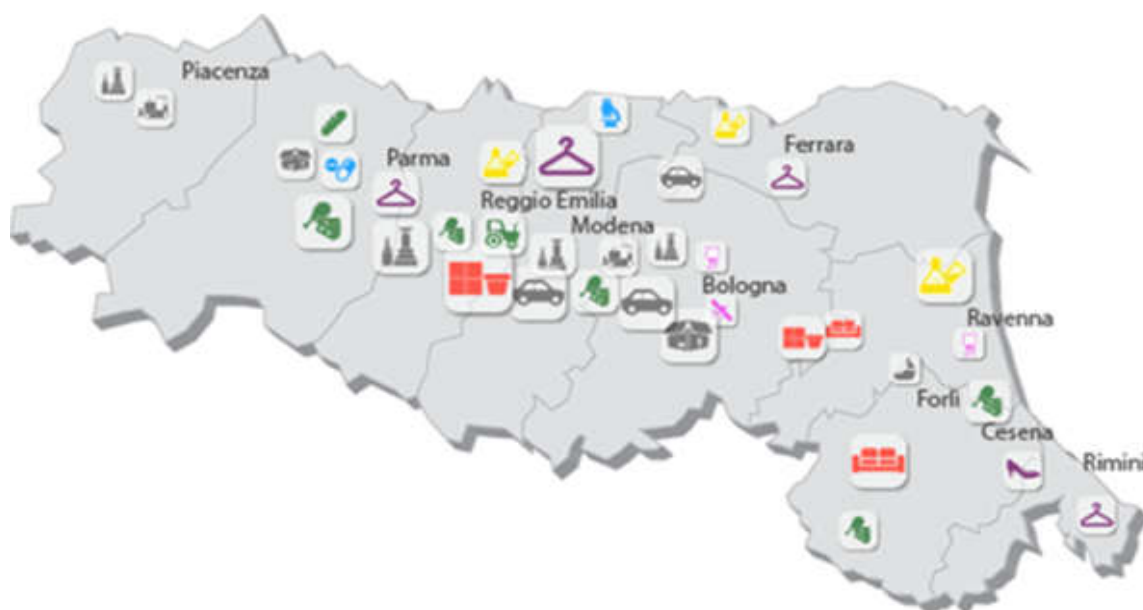 Piacenza
Parma
Ferrara
Reggio Emilia
Modena
Bologna
Ravenna
Forlì
Cesena
Rimini